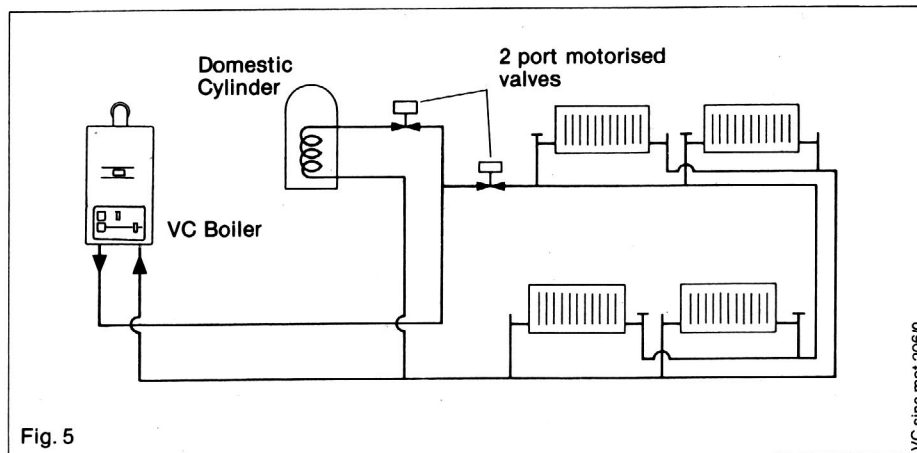 Domestic
Cylinder
2 port motorised
valves
VC Boiler
Fig. 5